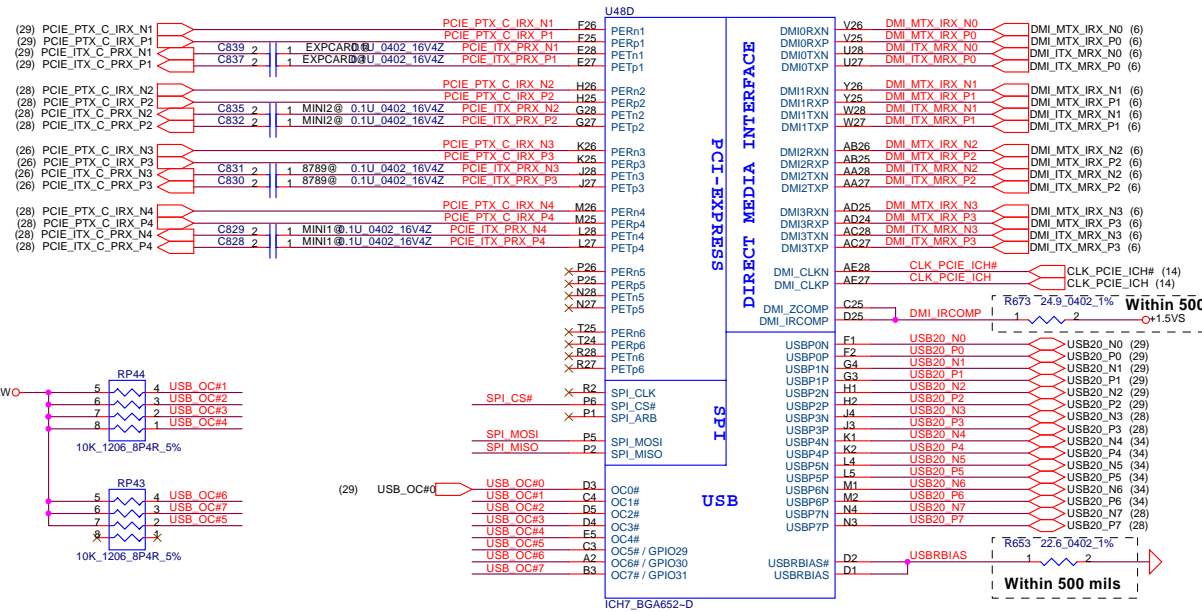 U48D
(29) PCIE_PTX_C_IRX_N1 PCIE_PTX_C_IRX_N1 F26 PERn1 DMI0RXN V26 DMI_MTX_IRX_N0 DMI_MTX_IRX_N0 (6)
(29) PCIE_PTX_C_IRX_P1 PCIE_PTX_C_IRX_P1 F25 PERp1 DMI0RXP V25 DMI_MTX_IRX_P0 DMI_MTX_IRX_P0 (6)
(29) PCIE_ITX_C_PRX_N1 C839 2 1 EXPCARD@ 0.1U_0402_16V4Z PCIE_ITX_PRX_N1 E28 PETn1 DMI0TXN U28 DMI_ITX_MRX_N0 DMI_ITX_MRX_N0 (6)
(29) PCIE_ITX_C_PRX_P1 C837 2 1 EXPCARD@ 0.1U_0402_16V4Z PCIE_ITX_PRX_P1 E27 PETp1 DMI0TXP U27 DMI_ITX_MRX_P0 DMI_ITX_MRX_P0 (6)
(28) PCIE_PTX_C_IRX_N2 PCIE_PTX_C_IRX_N2 H26 PERn2 DMI1RXN Y26 DMI_MTX_IRX_N1 DMI_MTX_IRX_N1 (6)
(28) PCIE_PTX_C_IRX_P2 PCIE_PTX_C_IRX_P2 H25 PERp2 DMI1RXP Y25 DMI_MTX_IRX_P1 DMI_MTX_IRX_P1 (6)
(28) PCIE_ITX_C_PRX_N2 C835 2 1 MINI2@ 0.1U_0402_16V4Z PCIE_ITX_PRX_N2 G28 PETn2 DMI1TXN W28 DMI_ITX_MRX_N1 DMI_ITX_MRX_N1 (6)
(28) PCIE_ITX_C_PRX_P2 C832 2 1 MINI2@ 0.1U_0402_16V4Z PCIE_ITX_PRX_P2 G27 PETp2 DMI1TXP W27 DMI_ITX_MRX_P1 DMI_ITX_MRX_P1 (6)
(26) PCIE_PTX_C_IRX_N3 PCIE_PTX_C_IRX_N3 K26 PERn3 DMI2RXN AB26 DMI_MTX_IRX_N2 DMI_MTX_IRX_N2 (6)
(26) PCIE_PTX_C_IRX_P3 PCIE_PTX_C_IRX_P3 K25 PERp3 DMI2RXP AB25 DMI_MTX_IRX_P2 DMI_MTX_IRX_P2 (6)
(26) PCIE_ITX_C_PRX_N3 C831 2 1 8789@ 0.1U_0402_16V4Z PCIE_ITX_PRX_N3 J28 PETn3 DMI2TXN AA28 DMI_ITX_MRX_N2 DMI_ITX_MRX_N2 (6)
(26) PCIE_ITX_C_PRX_P3 C830 2 1 8789@ 0.1U_0402_16V4Z PCIE_ITX_PRX_P3 J27 PETp3 DMI2TXP AA27 DMI_ITX_MRX_P2 DMI_ITX_MRX_P2 (6)
(28) PCIE_PTX_C_IRX_N4 PCIE_PTX_C_IRX_N4 M26 PERn4 DMI3RXN AD25 DMI_MTX_IRX_N3 DMI_MTX_IRX_N3 (6)
(28) PCIE_PTX_C_IRX_P4 PCIE_PTX_C_IRX_P4 M25 PERp4 DMI3RXP AD24 DMI_MTX_IRX_P3 DMI_MTX_IRX_P3 (6)
(28) PCIE_ITX_C_PRX_N4 C829 2 1 MINI1@ 0.1U_0402_16V4Z PCIE_ITX_PRX_N4 L28 PETn4 DMI3TXN AC28 DMI_ITX_MRX_N3 DMI_ITX_MRX_N3 (6)
(28) PCIE_ITX_C_PRX_P4 C828 2 1 MINI1@ 0.1U_0402_16V4Z PCIE_ITX_PRX_P4 L27 PETp4 DMI3TXP AC27 DMI_ITX_MRX_P3 DMI_ITX_MRX_P3 (6)
PCI-EXPRESS
DIRECT MEDIA INTERFACE
P26 PERn5 DMI_CLKN AE28 CLK_PCIE_ICH# CLK_PCIE_ICH# (14)
P25 PERp5 DMI_CLKP AE27 CLK_PCIE_ICH CLK_PCIE_ICH (14)
N28 PETn5
N27 PETp5
DMI_ZCOMP C25
DMI_IRCOMP D25 DMI_IRCOMP R673 24.9_0402_1% Within 500
1 2 +1.5VS
T25 PERn6
T24 PERp6
R28 PETn6
R27 PETp6
USBP0N F1 USB20_N0 USB20_N0 (29)
USBP0P F2 USB20_P0 USB20_P0 (29)
USBP1N G4 USB20_N1 USB20_N1 (29)
USBP1P G3 USB20_P1 USB20_P1 (29)
USBP2N H1 USB20_N2 USB20_N2 (29)
USBP2P H2 USB20_P2 USB20_P2 (29)
USBP3N J4 USB20_N3 USB20_N3 (28)
USBP3P J3 USB20_P3 USB20_P3 (28)
USBP4N K1 USB20_N4 USB20_N4 (34)
USBP4P K2 USB20_P4 USB20_P4 (34)
USBP5N L4 USB20_N5 USB20_N5 (34)
USBP5P L5 USB20_P5 USB20_P5 (34)
USBP6N M1 USB20_N6 USB20_N6 (34)
USBP6P M2 USB20_P6 USB20_P6 (34)
USBP7N N4 USB20_N7 USB20_N7 (28)
USBP7P N3 USB20_P7 USB20_P7 (28)
R2 SPI_CLK
SPI_CS# P6 SPI_CS#
P1 SPI_ARB
SPI
SPI_MOSI P5 SPI_MOSI
SPI_MISO P2 SPI_MISO
W
RP44
5 4 USB_OC#1
6 3 USB_OC#2
7 2 USB_OC#3
8 1 USB_OC#4
10K_1206_8P4R_5%
RP43
5 4 USB_OC#6
6 3 USB_OC#7
7 2 USB_OC#5
8 1
10K_1206_8P4R_5%
USB
(29) USB_OC#0 USB_OC#0 D3 OC0#
USB_OC#1 C4 OC1#
USB_OC#2 D5 OC2#
USB_OC#3 D4 OC3#
USB_OC#4 E5 OC4#
USB_OC#5 C3 OC5# / GPIO29
USB_OC#6 A2 OC6# / GPIO30
USB_OC#7 B3 OC7# / GPIO31
USBRBIAS# D2 USBRBIAS
USBRBIAS D1
R653 22.6_0402_1%
1 2
Within 500 mils
ICH7_BGA652~D